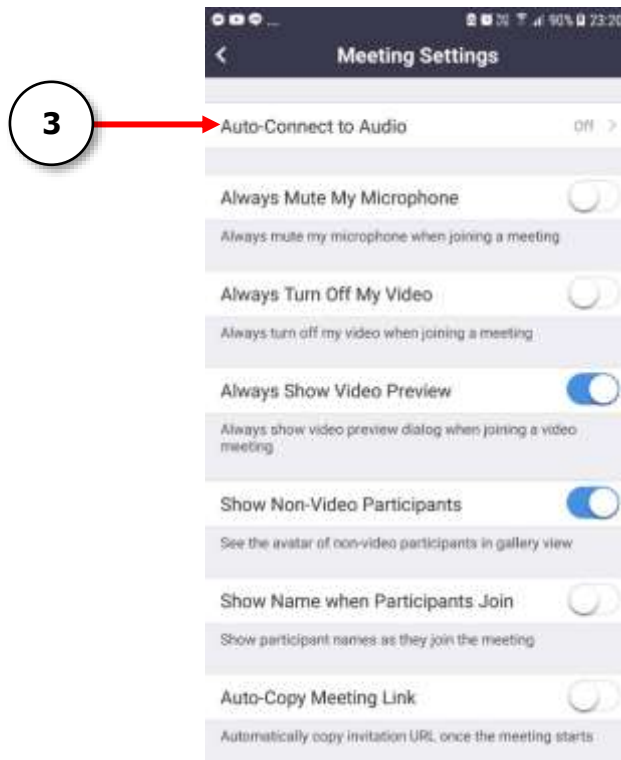 90% 23:20
Meeting Settings
3
Auto-Connect to Audio Off
Always Mute My Microphone
Always mute my microphone when joining a meeting
Always Turn Off My Video
Always turn off my video when joining a meeting
Always Show Video Preview
Always show video preview dialog when joining a video
meeting
Show Non-Video Participants
See the avatar of non-video participants in gallery view
Show Name when Participants Join
Show participant names as they join the meeting
Auto-Copy Meeting Link
Automatically copy invitation URL once the meeting starts